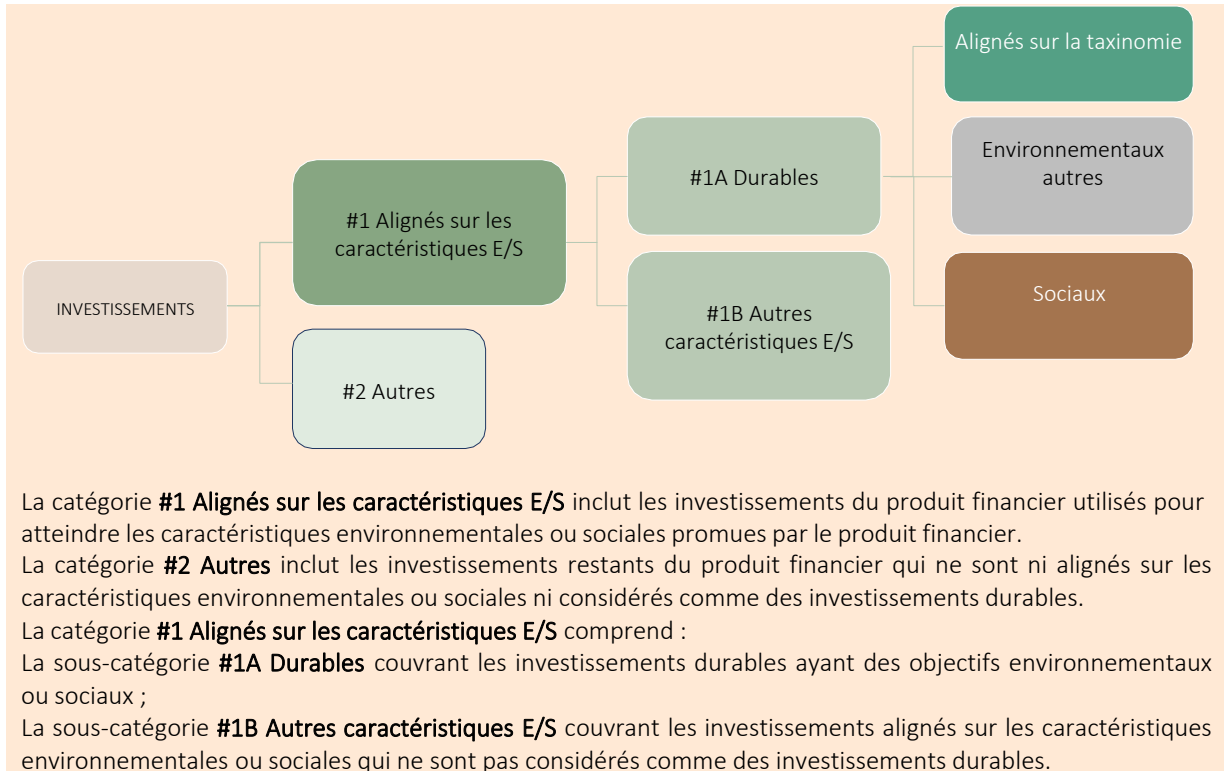 Alignés sur la taxinomie
Environnementaux
autres
#1A Durables
#1 Alignés sur les
caractéristiques E/S
Sociaux
INVESTISSEMENTS
#1B Autres
caractéristiques E/S
#2 Autres
La catégorie #1 Alignés sur les caractéristiques E/S inclut les investissements du produit financier utilisés pour
atteindre les caractéristiques environnementales ou sociales promues par le produit financier.
La catégorie #2 Autres inclut les investissements restants du produit financier qui ne sont ni alignés sur les
caractéristiques environnementales ou sociales ni considérés comme des investissements durables.
La catégorie #1 Alignés sur les caractéristiques E/S comprend :
La sous-catégorie #1A Durables couvrant les investissements durables ayant des objectifs environnementaux
ou sociaux ;
La sous-catégorie #1B Autres caractéristiques E/S couvrant les investissements alignés sur les caractéristiques
environnementales ou sociales qui ne sont pas considérés comme des investissements durables.